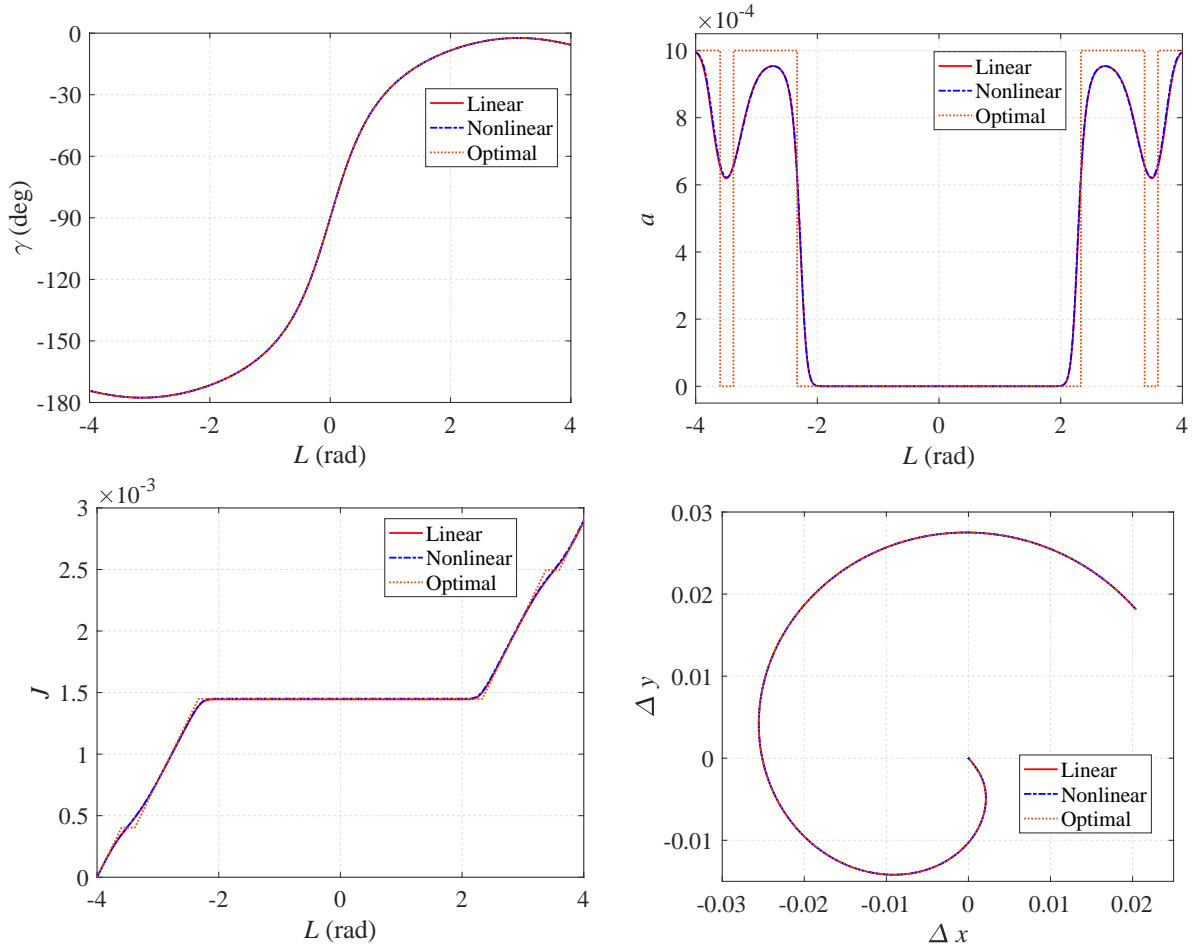 0
-30
-60
-90
-120
-150
-180
γ (deg)
-4
-2
0
2
4
L (rad)
Linear
Nonlinear
Optimal
×10-4
10
8
6
4
2
0
a
-4
-2
0
2
4
L (rad)
Linear
Nonlinear
Optimal
×10-3
3
2.5
2
1.5
1
0.5
0
J
-4
-2
0
2
4
L (rad)
Linear
Nonlinear
Optimal
0.03
0.02
0.01
0
-0.01
Δ y
-0.03
-0.02
-0.01
0
0.01
0.02
Δ x
Linear
Nonlinear
Optimal